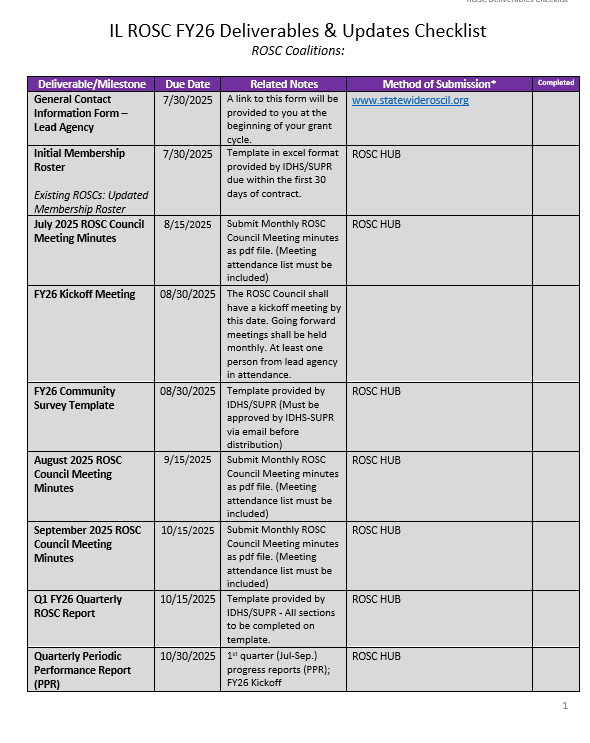 ROSC Deliverables Checklist
IL ROSC FY26 Deliverables & Updates Checklist
ROSC Coalitions:
Deliverable/Milestone Due Date Related Notes Method of Submission* Completed
General Contact
Information Form –
Lead Agency
7/30/2025
A link to this form will be
provided to you at the
beginning of your grant
cycle.
www.statewideroscil.org
Initial Membership
Roster
Existing ROSCs: Updated
Membership Roster
7/30/2025
Template in excel format
provided by IDHS/SUPR
due within the first 30
days of contract.
ROSC HUB
July 2025 ROSC Council
Meeting Minutes
8/15/2025
Submit Monthly ROSC
Council Meeting minutes
as pdf file. (Meeting
attendance list must be
included)
ROSC HUB
FY26 Kickoff Meeting
08/30/2025
The ROSC Council shall
have a kickoff meeting by
this date. Going forward
meetings shall be held
monthly. At least one
person from lead agency
in attendance.
FY26 Community
Survey Template
08/30/2025
Template provided by
IDHS/SUPR (Must be
approved by IDHS-SUPR
via email before
distribution)
ROSC HUB
August 2025 ROSC
Council Meeting
Minutes
9/15/2025
Submit Monthly ROSC
Council Meeting minutes
as pdf file. (Meeting
attendance list must be
included)
ROSC HUB
September 2025 ROSC
Council Meeting
Minutes
10/15/2025
Submit Monthly ROSC
Council Meeting minutes
as pdf file. (Meeting
attendance list must be
included)
ROSC HUB
Q1 FY26 Quarterly
ROSC Report
10/15/2025
Template provided by
IDHS/SUPR - All sections
to be completed on
template.
ROSC HUB
Quarterly Periodic
Performance Report
(PPR)
10/30/2025
1st quarter (Jul-Sep.)
progress reports (PPR);
FY26 Kickoff
ROSC HUB
1